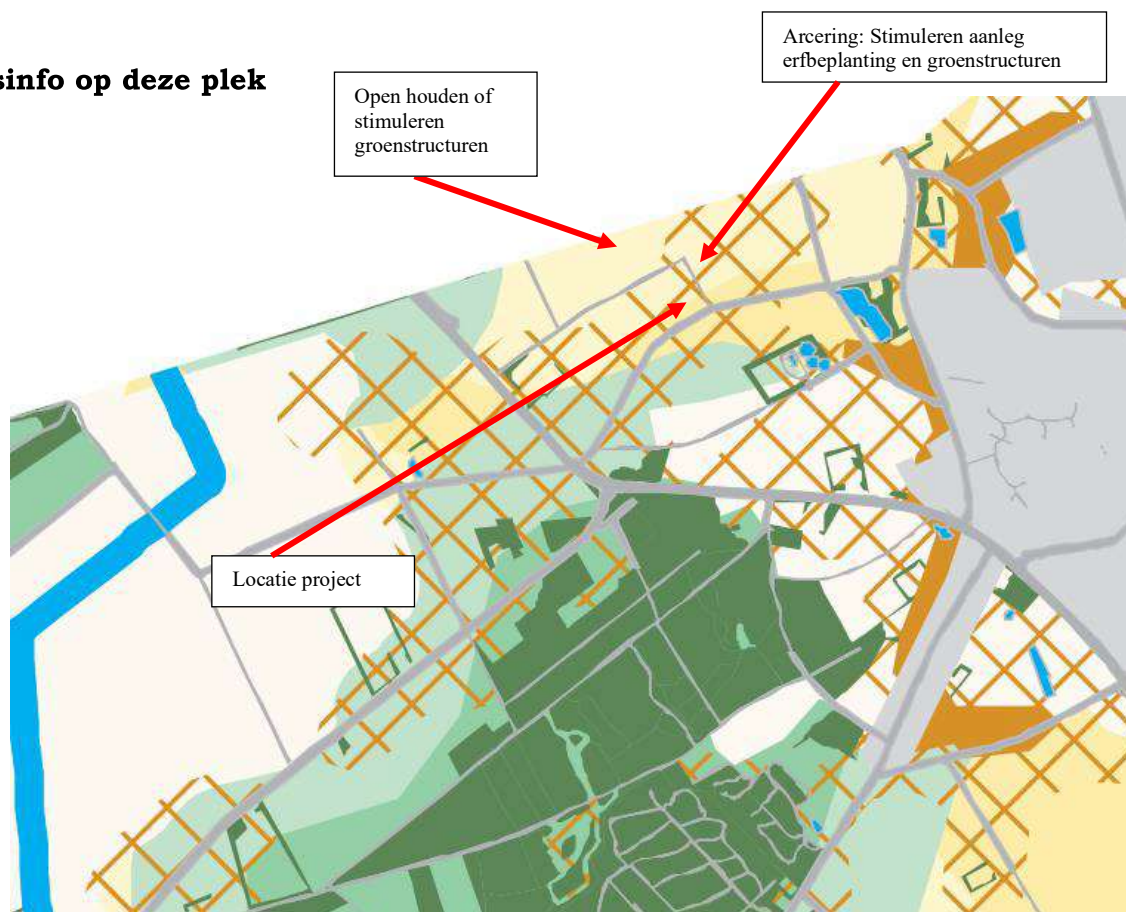 sinfo op deze plek
Arcering: Stimuleren aanleg
erfbeplanting en groenstructuren
Open houden of
stimuleren
groenstructuren
Locatie project